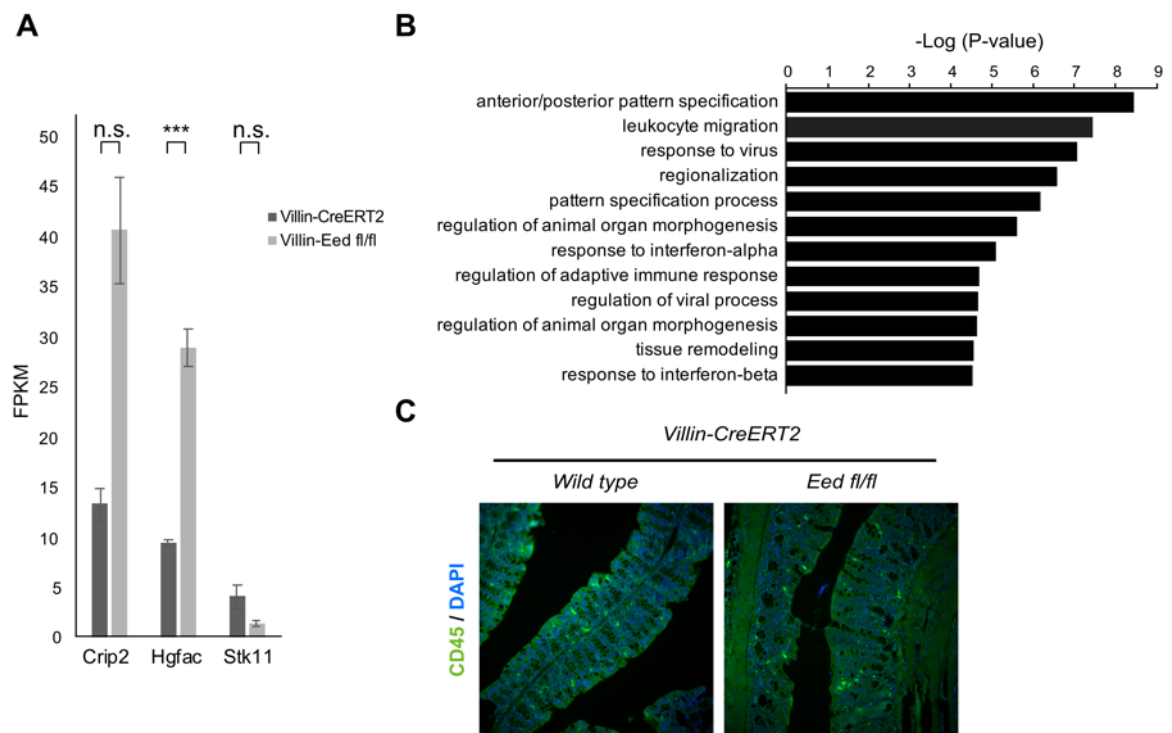 A
n.s.
***
n.s.
50
45
40
35
30
25
20
15
10
5
0
FPKM
Villin-CreERT2
Villin-Eed fl/fl
Crip2 Hgfac Stk11
B
-Log (P-value)
0 1 2 3 4 5 6 7 8 9
anterior/posterior pattern specification
leukocyte migration
response to virus
regionalization
pattern specification process
regulation of animal organ morphogenesis
response to interferon-alpha
regulation of adaptive immune response
regulation of viral process
regulation of animal organ morphogenesis
tissue remodeling
response to interferon-beta
C
Villin-CreERT2
Wild type Eed fl/fl
CD45 / DAPI